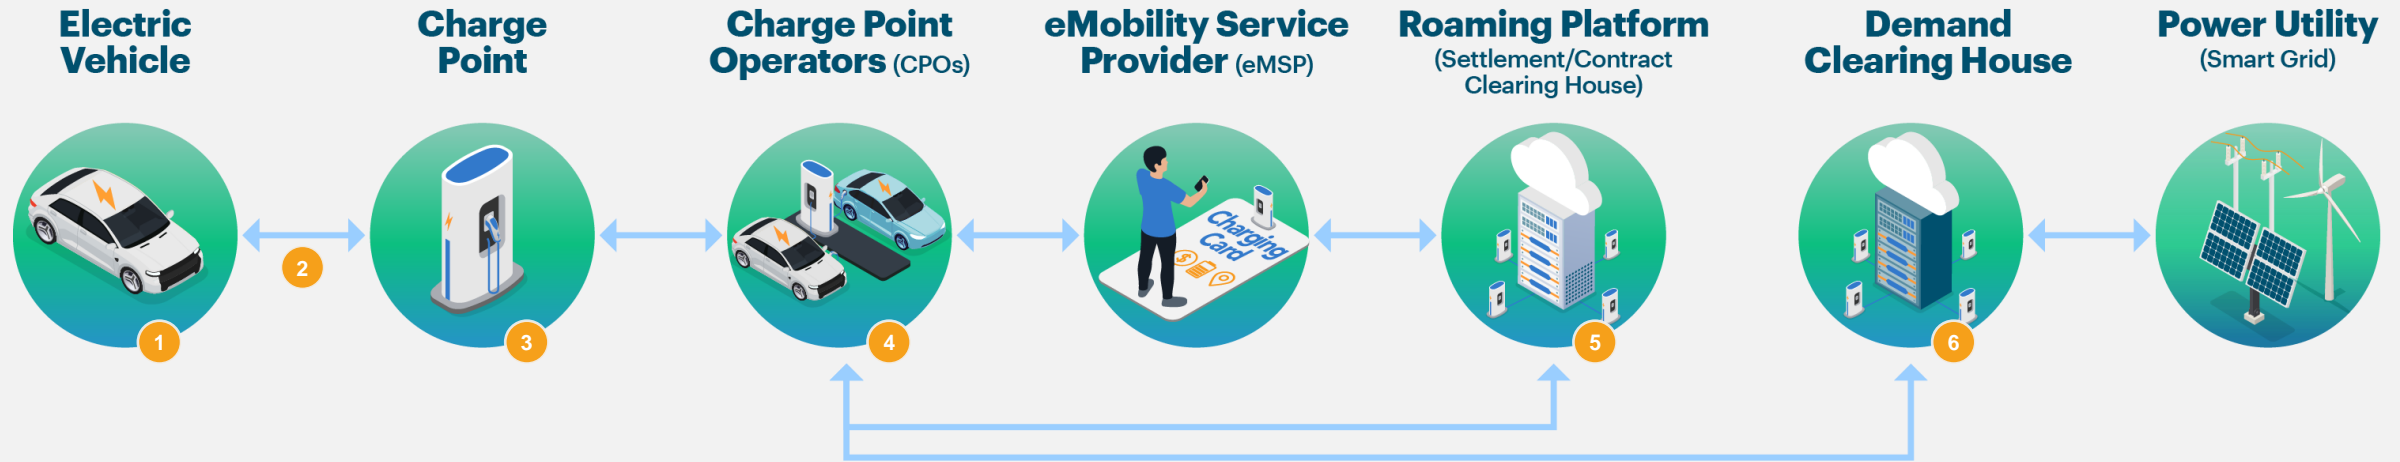 Electric
Vehicle
Charge
Point
Charge Point
Operators (CPOs)
eMobility Service
Provider (eMSP)
Roaming Platform
(Settlement/Contract
Clearing House)
Demand
Clearing House
Power Utility
(Smart Grid)
Charging
Card
$
2
1
3
4
5
6